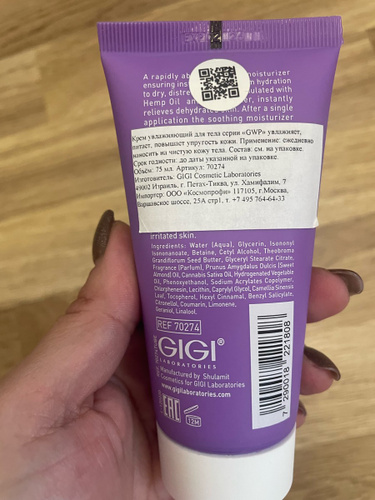 A rapidly ab moisturizer
ensuring ins hydration
to dry, distre ulated with
Hemp Oil an er, instantly
relieves dehydrated After a single
application the soothing moisturizer
Крем увлажняющий для тела серии «GWP» увлажняет,
питает, повышает упругость кожи. Применение: ежедневно
наносить на чистую кожу тела. Состав: см. на упаковке.
Срок годности: до даты указанной на упаковке.
Объём: 75 мл. Артикул: 70274
Изготовитель: GIGI Cosmetic Laboratories
49002 Израиль, г. Петах-Тиква, ул. Хамифалим, 7
Импортер: ООО «Косметпрофи» 117105, г.Москва,
Варшавское шоссе, 25А стр1. т. +7 495 764-64-33
irritated skin.
Ingredients: Water (Aqua), Glycerin, Isononyl
Isononanoate, Betaine, Cetyl Alcohol, Theobroma
Grandiflorum Seed Butter, Glyceryl Stearate Citrate,
Fragrance (Parfum), Prunus Amygdalus Dulcis (Sweet
Almond) Oil, Cannabis Sativa Oil, Hydrogenated Vegetable
Oil, Phenoxyethanol, Sodium Acrylates Copolymer,
Chlorphenesin, Lecithin, Caprylyl Glycol, Camellia Sinensis
Leaf, Tocopherol, Hexyl Cinnamal, Benzyl Salicylate,
Citronellol, Coumarin, Limonene,
Geraniol, Linalool.
REF 70274
GIGI
LABORATORIES
Manufactured by Shulamit
Cosmetics for GIGI Laboratories
www.gigilaboratories.com
EAC
12M
7 290018 221808